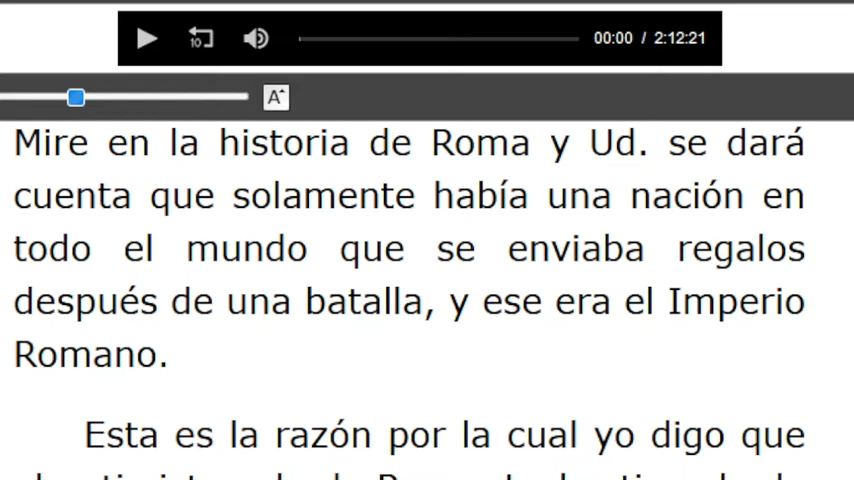 10
00:00 / 2:12:21
A
Mire en la historia de Roma y Ud. se dará
cuenta que solamente había una nación en
todo el mundo que se enviaba regalos
después de una batalla, y ese era el Imperio
Romano.
Esta es la razón por la cual yo digo que